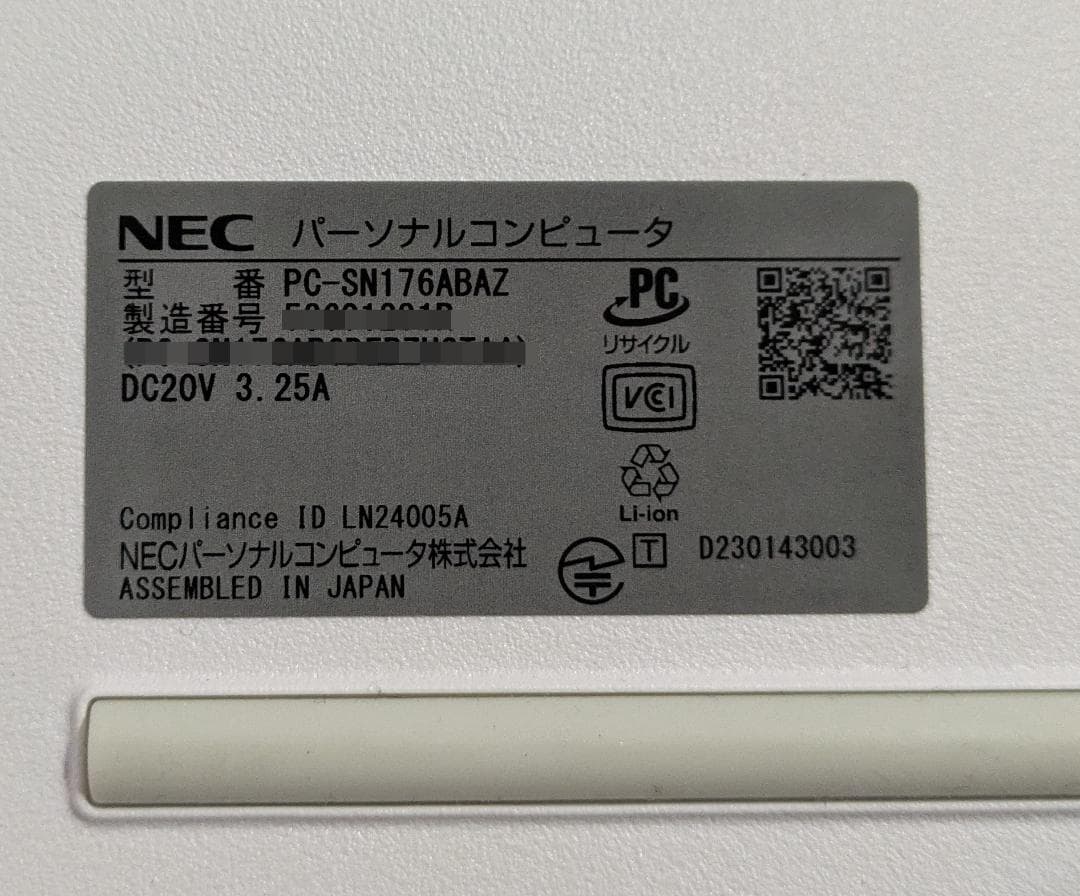 NEC パーソナルコンピュータ
型 番 PC-SN176ABAZ
製造番号
DC20V 3.25A
PC
リサイクル
VCCI
Li-ion
Compliance ID LN24005A
NECパーソナルコンピュータ株式会社
ASSEMBLED IN JAPAN
T D230143003